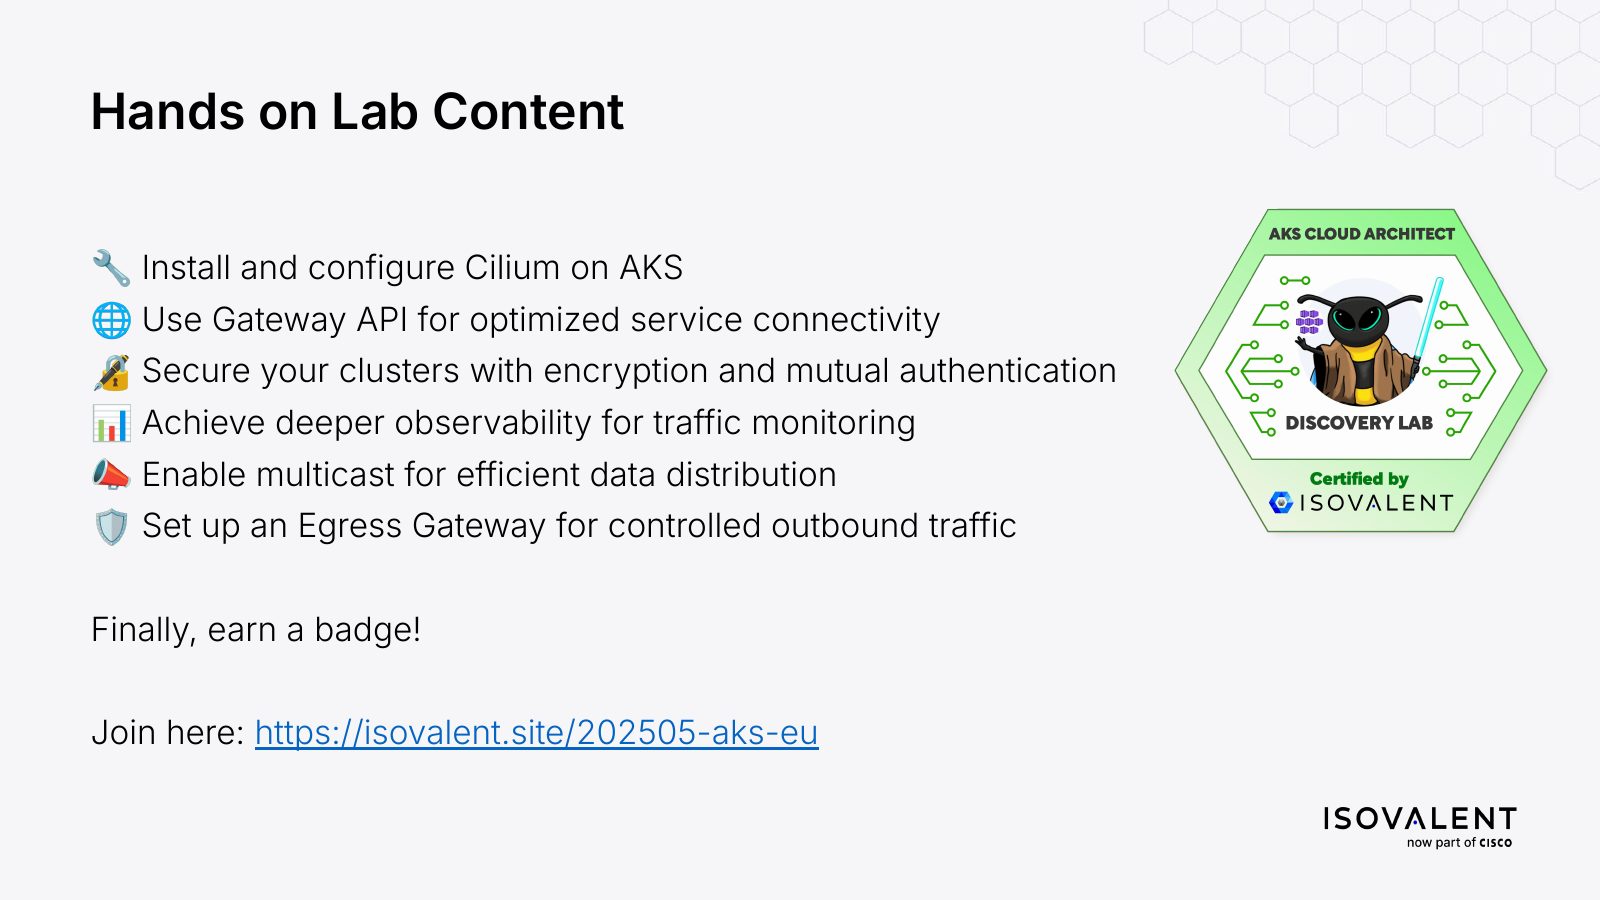 Hands on Lab Content
🔧 Install and configure Cilium on AKS
🌐 Use Gateway API for optimized service connectivity
🔏 Secure your clusters with encryption and mutual authentication
📊 Achieve deeper observability for traffic monitoring
📣 Enable multicast for efficient data distribution
🛡️ Set up an Egress Gateway for controlled outbound traffic
Finally, earn a badge!
Join here: https://isovalent.site/202505-aks-eu
AKS CLOUD ARCHITECT
DISCOVERY LAB
Certified by
ISOVALENT
ISOVALENT
now part of CISCO